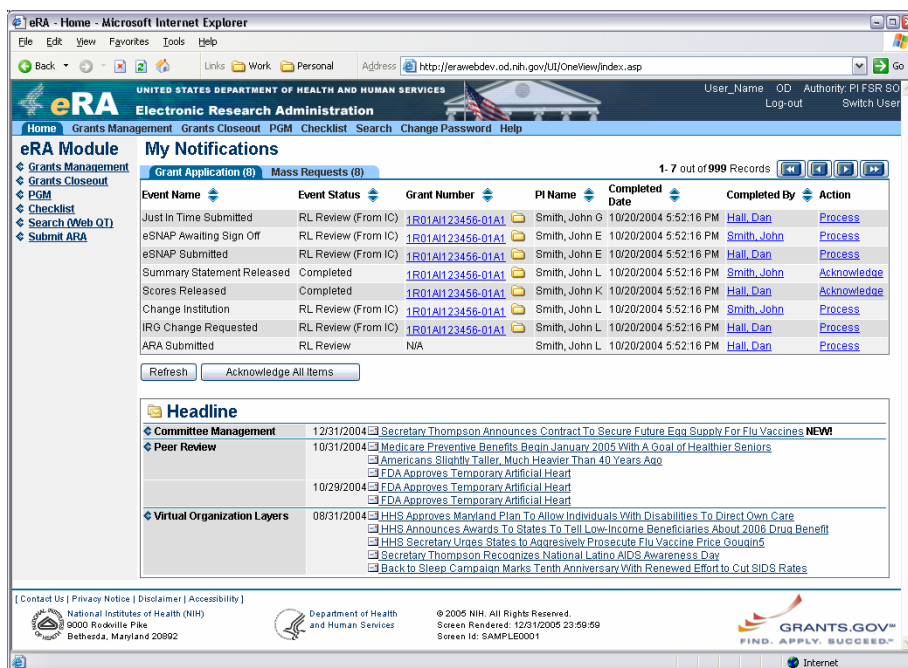 eRA - Home - Microsoft Internet Explorer
File Edit View Favorites Tools Help
Back Links Work Personal Address http://erawebdev.od.nih.gov/UI/OneView/index.asp Go
eRA
UNITED STATES DEPARTMENT OF HEALTH AND HUMAN SERVICES
Electronic Research Administration
User_Name OD Authority: PI FSR SO
Log-out Switch User
Home Grants Management Grants Closeout PGM Checklist Search Change Password Help
eRA Module
Grants Management
Grants Closeout
PGM
Checklist
Search (Web QT)
Submit ARA
My Notifications
Grant Application (8) Mass Requests (8) 1- 7 out of 999 Records
Event Name Event Status Grant Number PI Name Completed Date Completed By Action
Just In Time Submitted RL Review (From IC) 1R01AI123456-01A1 Smith, John G 10/20/2004 5:52:16 PM Hall, Dan Process
eSNAP Awaiting Sign Off RL Review (From IC) 1R01AI123456-01A1 Smith, John E 10/20/2004 5:52:16 PM Smith, John Process
eSNAP Submitted RL Review (From IC) 1R01AI123456-01A1 Smith, John E 10/20/2004 5:52:16 PM Hall, Dan Process
Summary Statement Released Completed 1R01AI123456-01A1 Smith, John L 10/20/2004 5:52:16 PM Smith, John Acknowledge
Scores Released Completed 1R01AI123456-01A1 Smith, John K 10/20/2004 5:52:16 PM Hall, Dan Acknowledge
Change Institution RL Review (From IC) 1R01AI123456-01A1 Smith, John L 10/20/2004 5:52:16 PM Smith, John Process
IRG Change Requested RL Review (From IC) 1R01AI123456-01A1 Smith, John L 10/20/2004 5:52:16 PM Hall, Dan Process
ARA Submitted RL Review N/A Smith, John L 10/20/2004 5:52:16 PM Hall, Dan Process
Refresh Acknowledge All Items
Headline
Committee Management 12/31/2004 Secretary Thompson Announces Contract To Secure Future Egg Supply For Flu Vaccines NEW!
Peer Review 10/31/2004 Medicare Preventive Benefits Begin January 2005 With A Goal of Healthier Seniors
Americans Slightly Taller, Much Heavier Than 40 Years Ago
FDA Approves Temporary Artificial Heart
10/29/2004 FDA Approves Temporary Artificial Heart
FDA Approves Temporary Artificial Heart
Virtual Organization Layers 08/31/2004 HHS Approves Maryland Plan To Allow Individuals With Disabilities To Direct Own Care
HHS Announces Awards To States To Tell Low-Income Beneficiaries About 2006 Drug Benefit
HHS Secretary Urges States to Aggresively Prosecute Flu Vaccine Price Gougin5
Secretary Thompson Recognizes National Latino AIDS Awareness Day
Back to Sleep Campaign Marks Tenth Anniversary With Renewed Effort to Cut SIDS Rates
[ Contact Us | Privacy Notice | Disclaimer | Accessibility ]
National Institutes of Health (NIH)
9000 Rockville Pike
Bethesda, Maryland 20892
Department of Health
and Human Services
© 2005 NIH. All Rights Reserved.
Screen Rendered: 12/31/2005 23:59:59
Screen Id: SAMPLE0001
GRANTS.GOV℠
FIND. APPLY. SUCCEED.℠
Internet